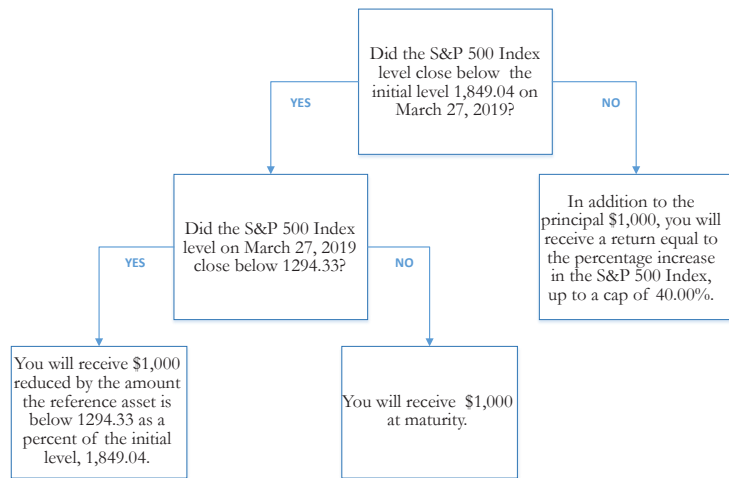 Did the S&P 500 Index
level close below the
initial level 1,849.04 on
March 27, 2019?
YES
NO
Did the S&P 500 Index
level on March 27, 2019
close below 1294.33?
In addition to the
principal $1,000, you will
receive a return equal to
the percentage increase
in the S&P 500 Index,
up to a cap of 40.00%.
YES
NO
You will receive $1,000
reduced by the amount
the reference asset is
below 1294.33 as a
percent of the initial
level, 1,849.04.
You will receive $1,000
at maturity.